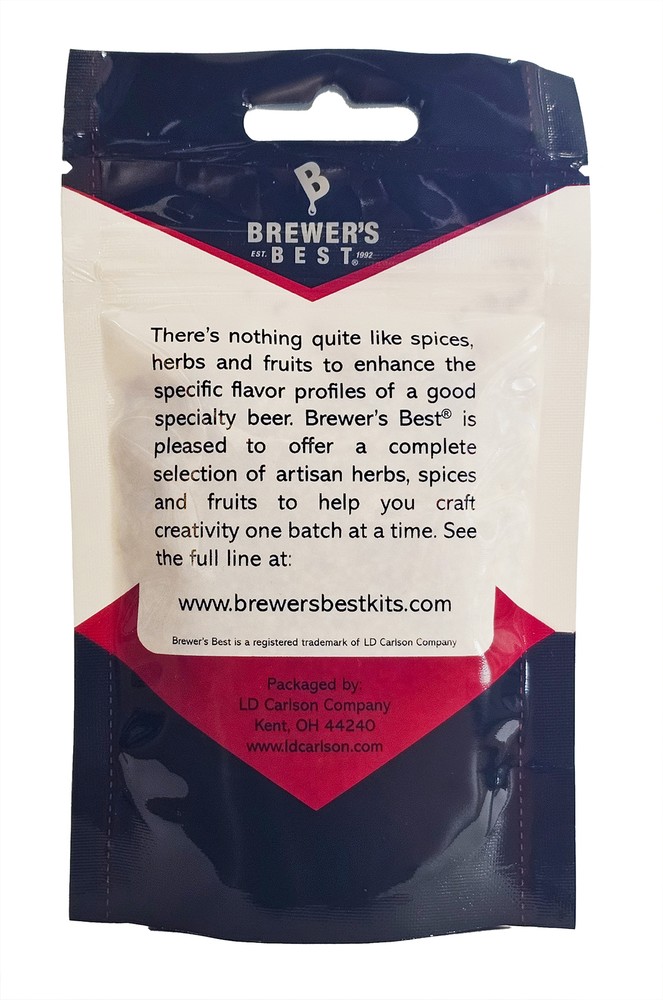 B
BREWER'S
EST. BEST® 1992
There's nothing quite like spices,
herbs and fruits to enhance the
specific flavor profiles of a good
specialty beer. Brewer's Best® is
pleased to offer a complete
selection of artisan herbs, spices
and fruits to help you craft
creativity one batch at a time. See
the full line at:
www.brewersbestkits.com
Brewer's Best is a registered trademark of LD Carlson Company
Packaged by:
LD Carlson Company
Kent, OH 44240
www.ldcarlson.com